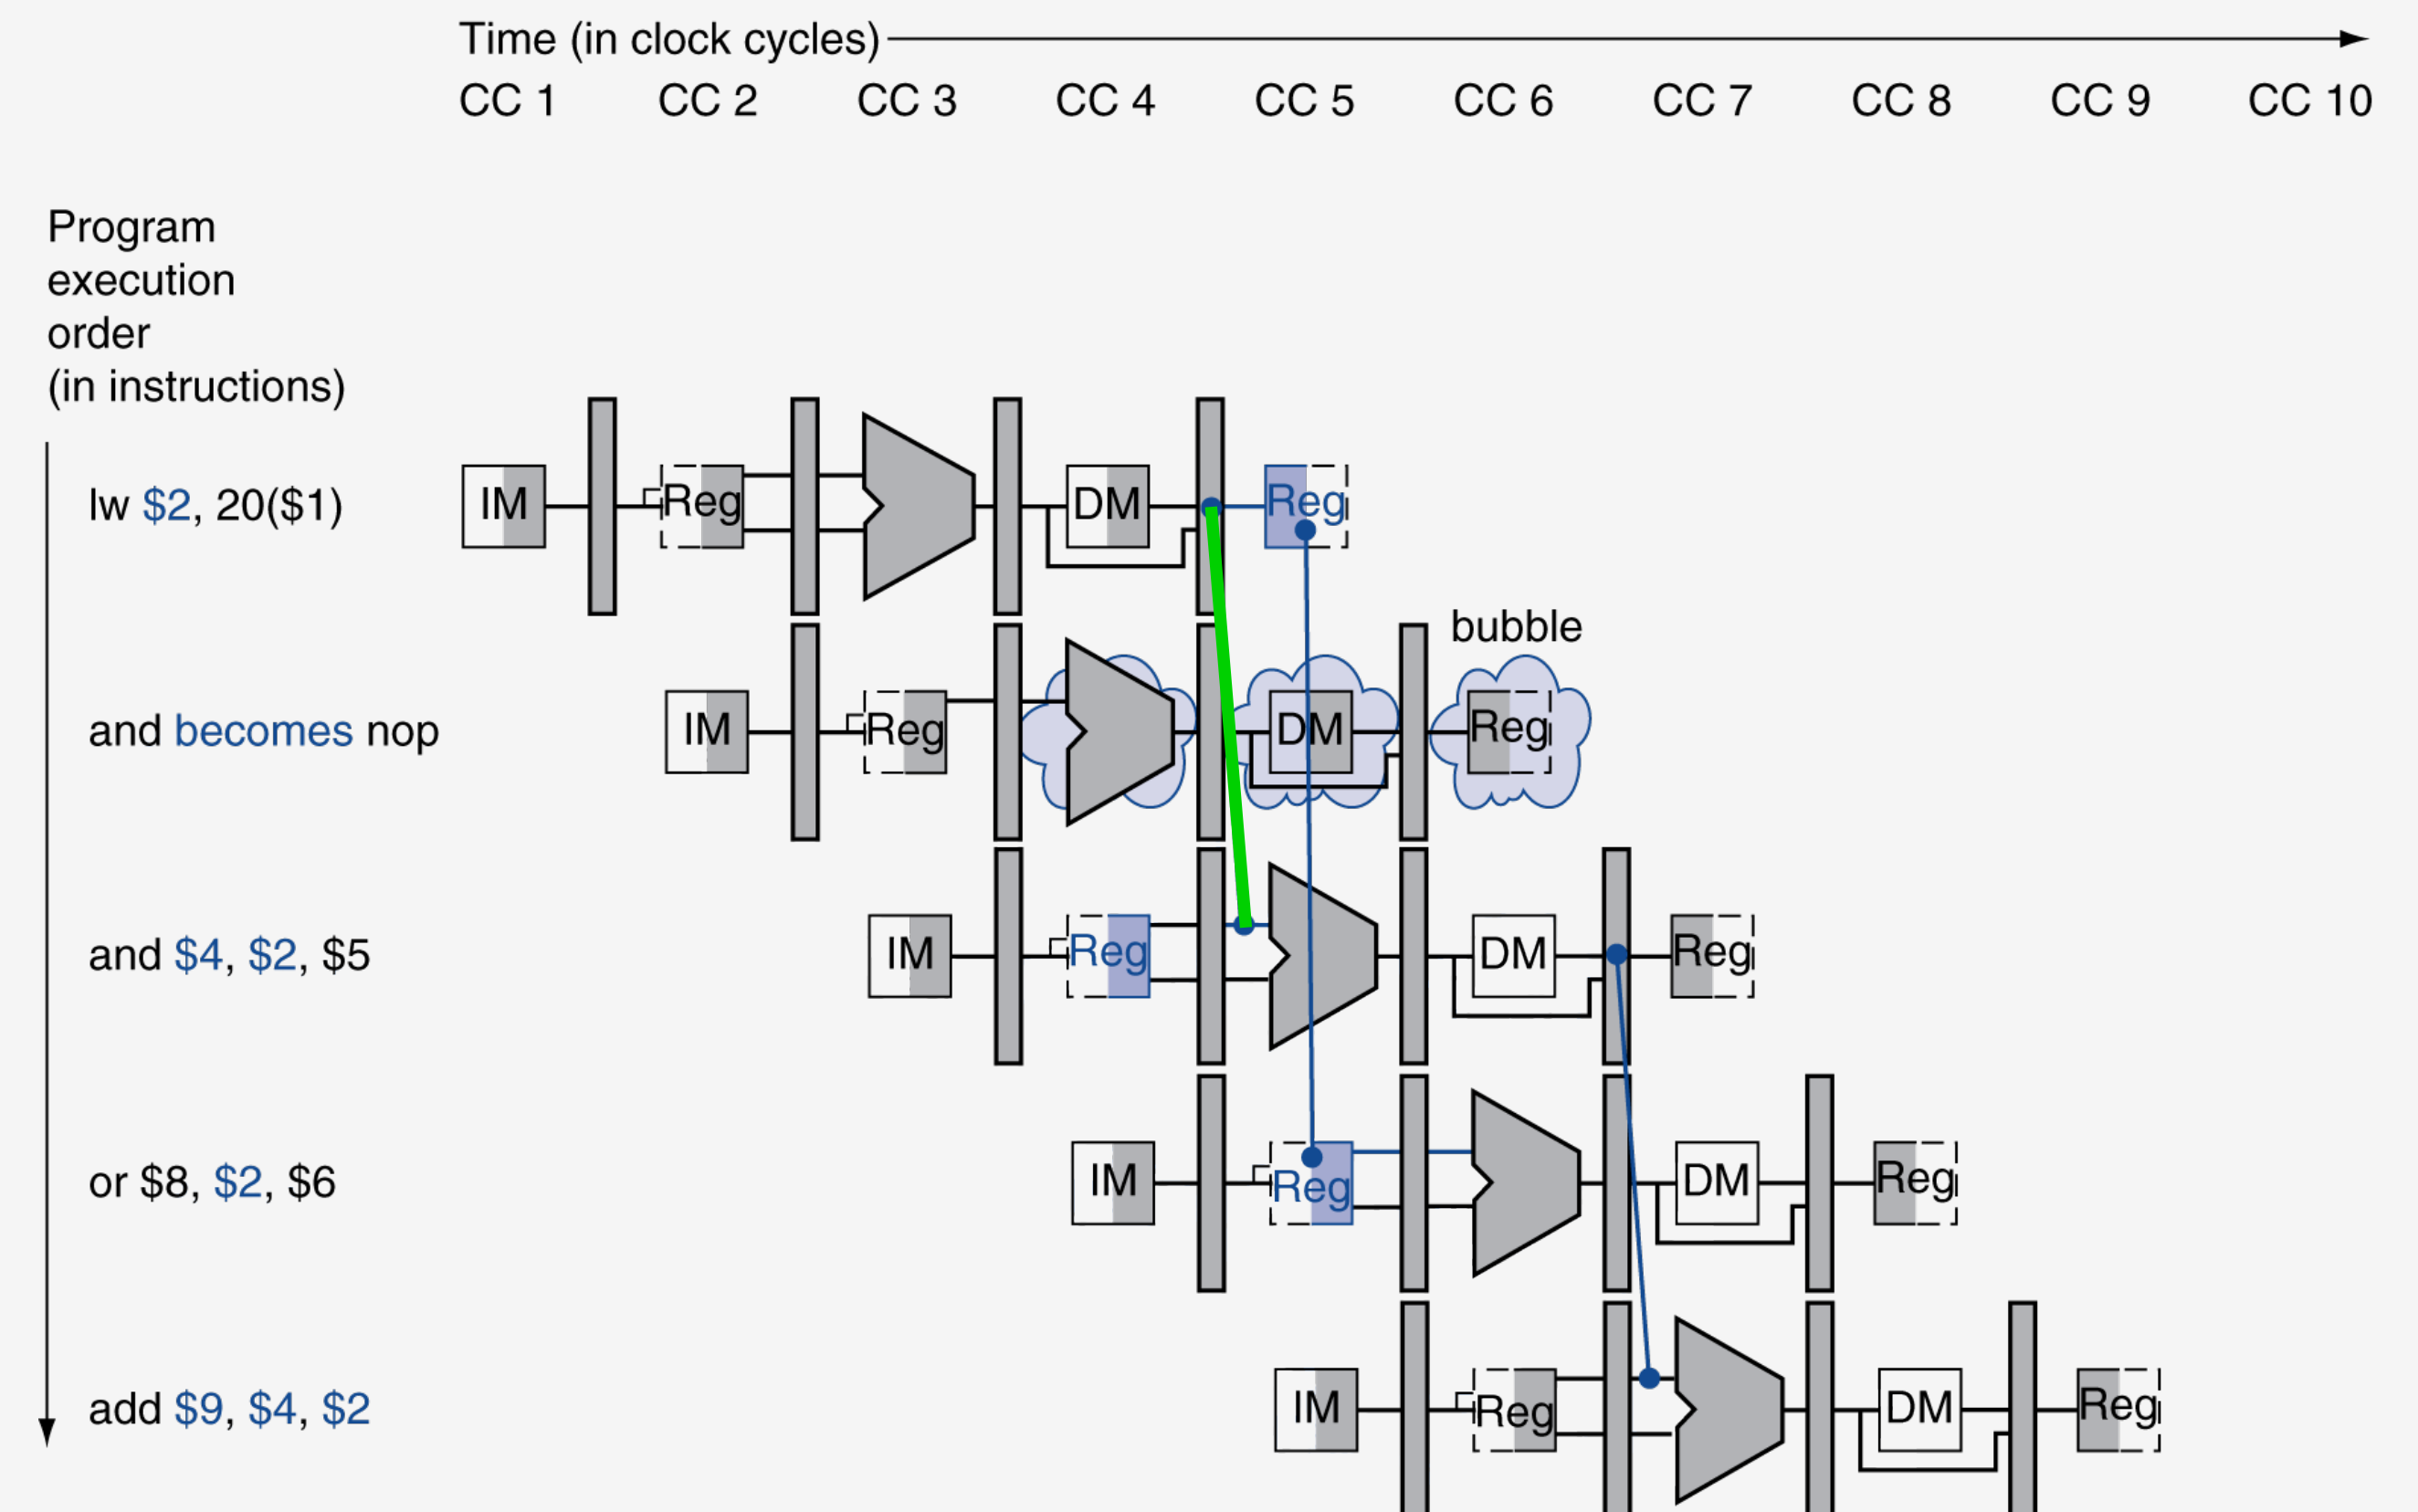 Time (in clock cycles)
CC 1 CC 2 CC 3 CC 4 CC 5 CC 6 CC 7 CC 8 CC 9 CC 10
Program
execution
order
(in instructions)
lw $2, 20($1) IM Reg DM Reg
bubble
and becomes nop IM Reg DM Reg
and $4, $2, $5 IM Reg DM Reg
or $8, $2, $6 IM Reg DM Reg
add $9, $4, $2 IM Reg DM Reg